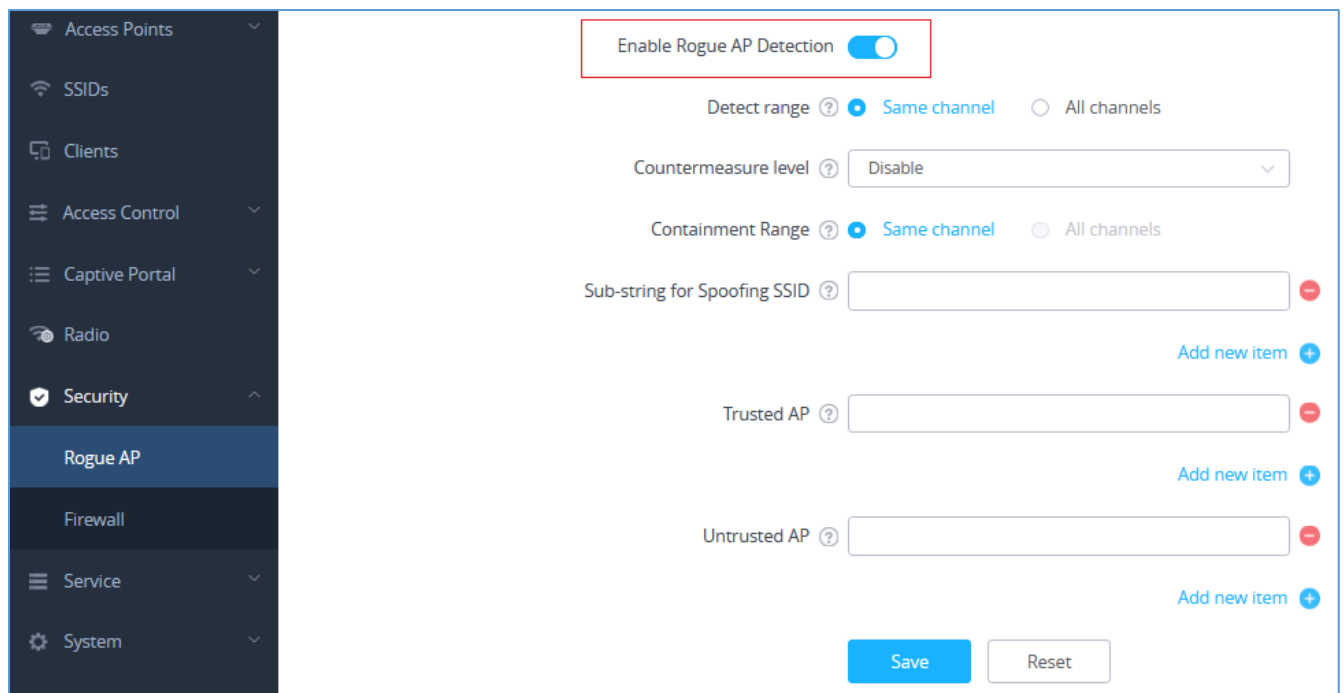 Access Points
SSIDs
Clients
Access Control
Captive Portal
Radio
Security
Rogue AP
Firewall
Service
System
Enable Rogue AP Detection
Detect range ? Same channel All channels
Countermeasure level ? Disable
Containment Range ? Same channel All channels
Sub-string for Spoofing SSID ?
Add new item
Trusted AP ?
Add new item
Untrusted AP ?
Add new item
Save Reset